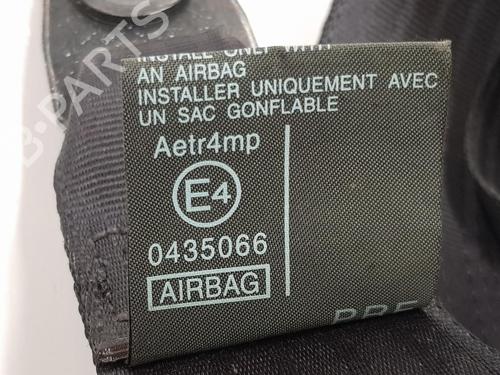 INSTALL ONLY WITH
AN AIRBAG
INSTALLER UNIQUEMENT AVEC
UN SAC GONFLABLE
Aetr4mp
E4
0435066
AIRBAG
B-PARTS